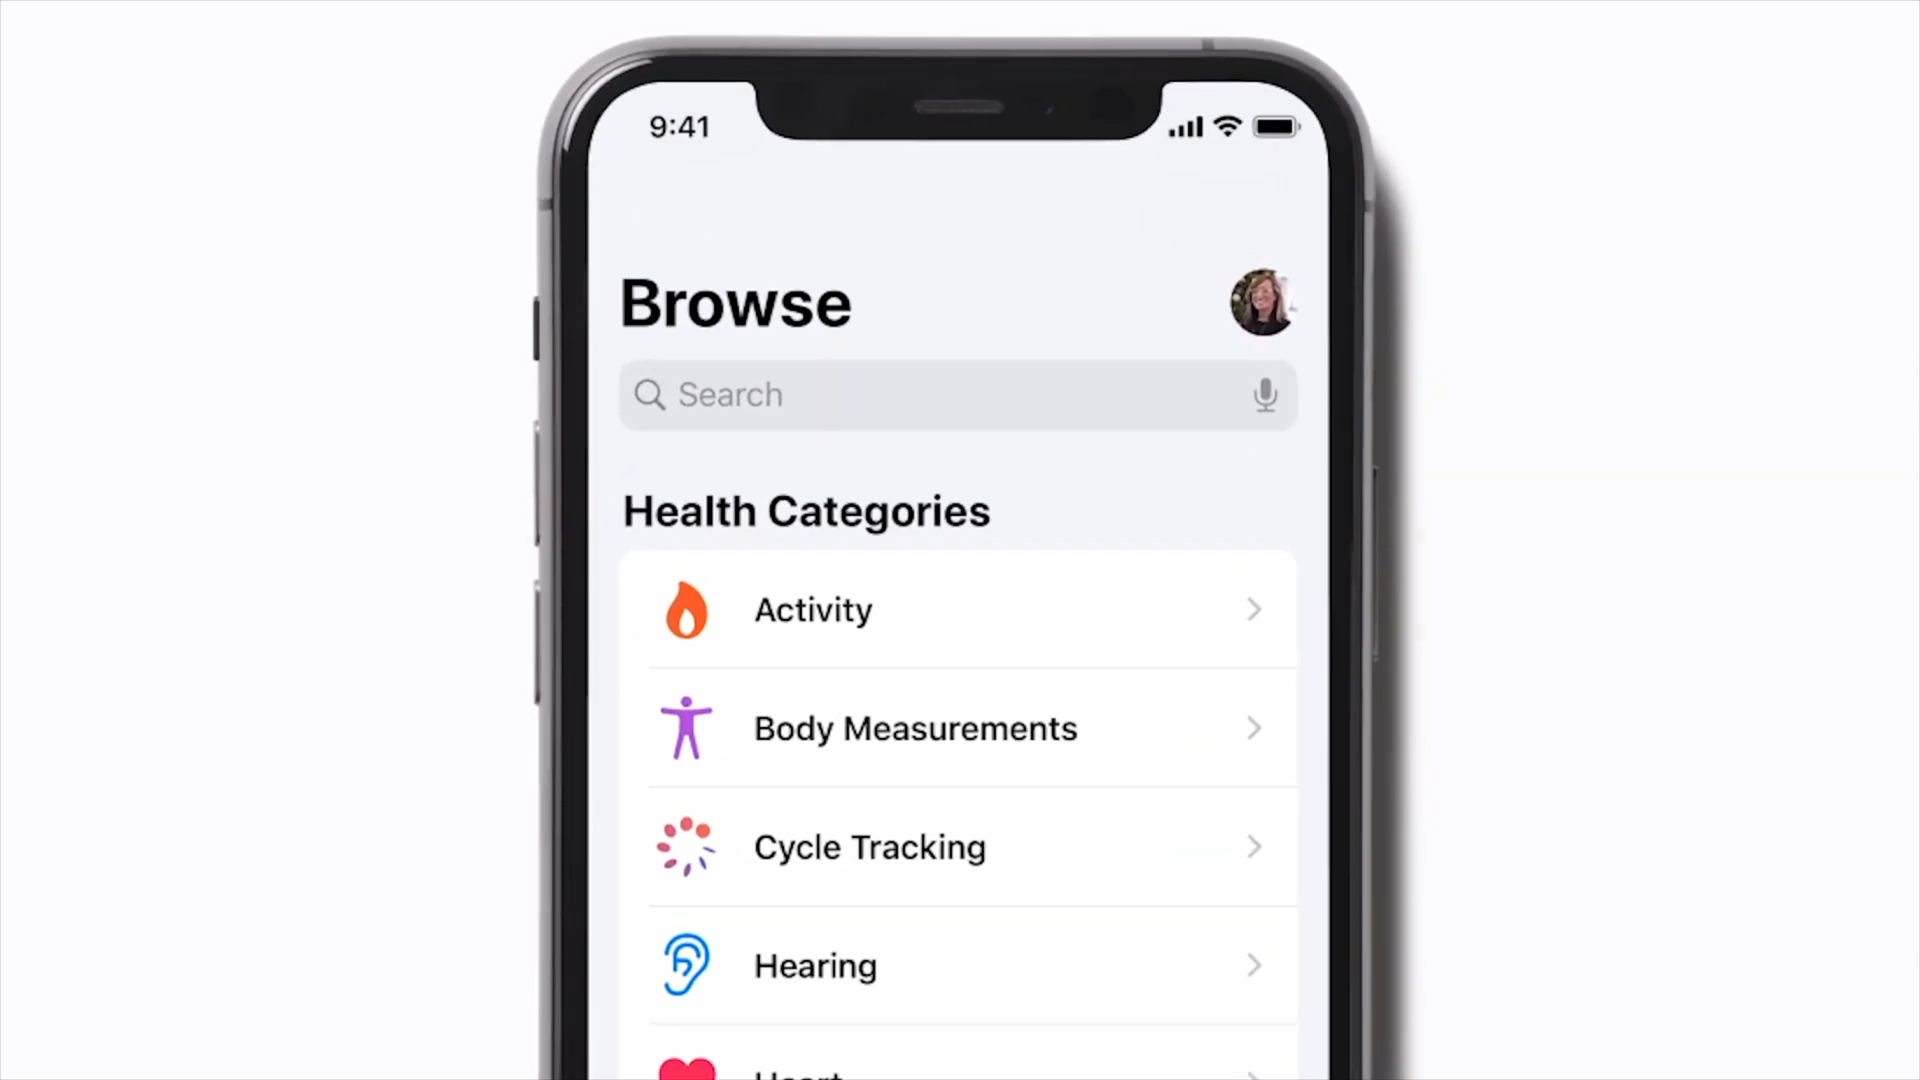 9:41
Browse
Search
Health Categories
Activity
Body Measurements
Cycle Tracking
Hearing
Heart